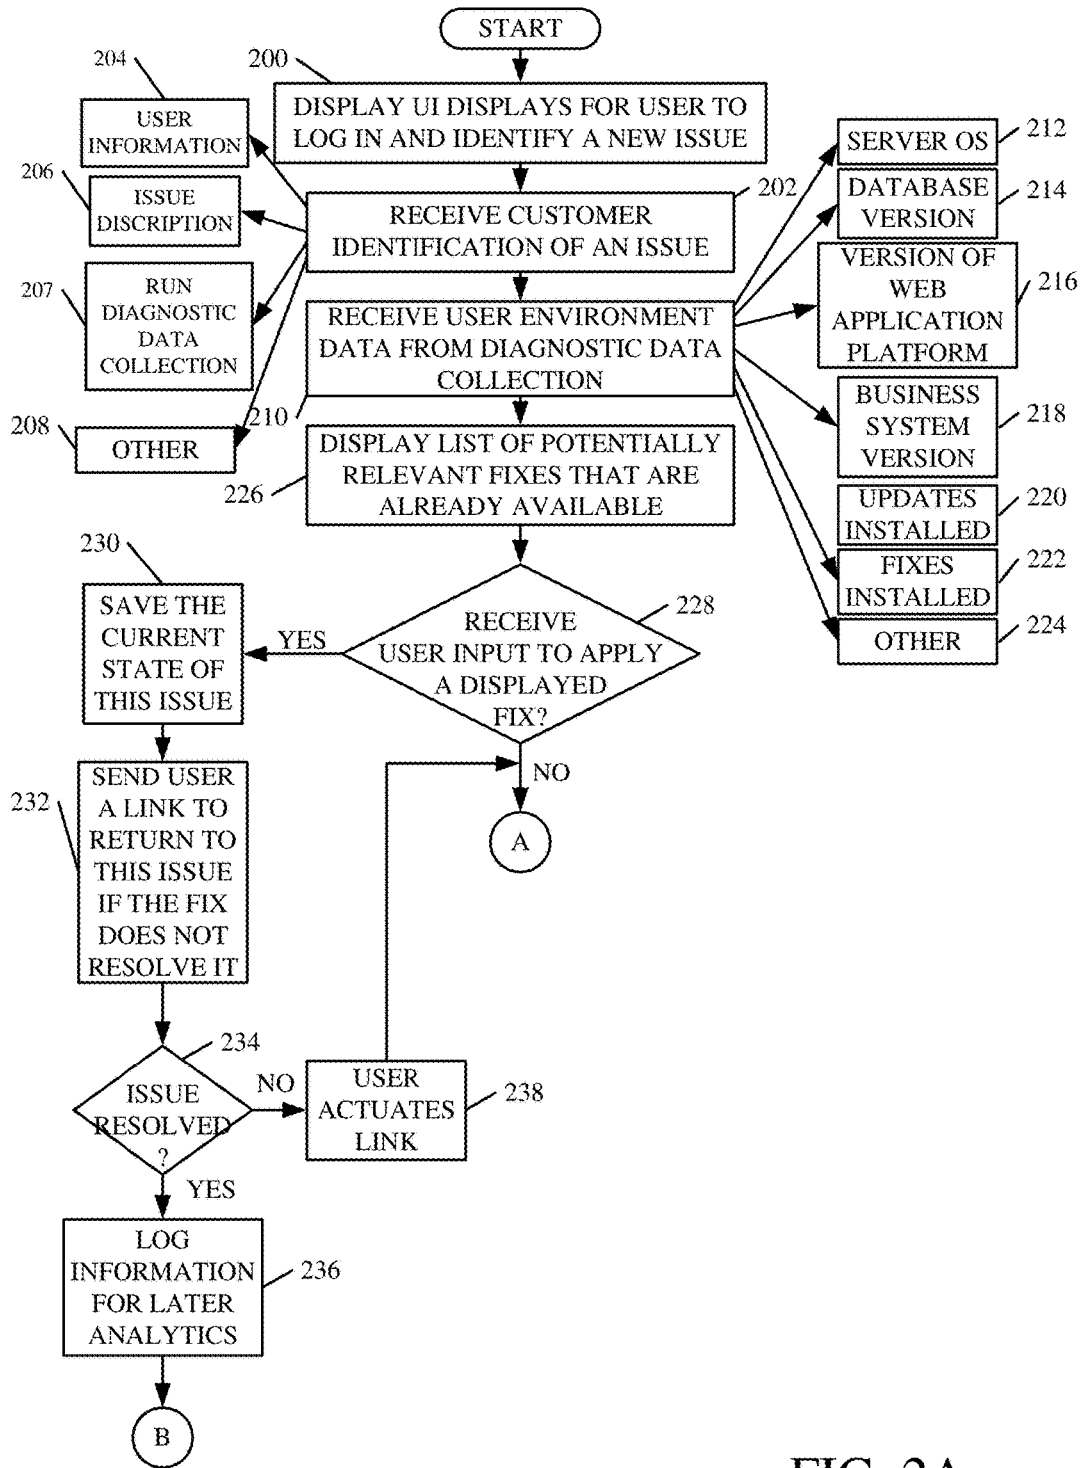 START
200
DISPLAY UI DISPLAYS FOR USER TO
LOG IN AND IDENTIFY A NEW ISSUE
204
USER
INFORMATION
206
ISSUE
DISCRIPTION
207
RUN
DIAGNOSTIC
DATA
COLLECTION
208
OTHER
202
RECEIVE CUSTOMER
IDENTIFICATION OF AN ISSUE
210
RECEIVE USER ENVIRONMENT
DATA FROM DIAGNOSTIC DATA
COLLECTION
SERVER OS
212
DATABASE
VERSION
214
VERSION OF
WEB
APPLICATION
PLATFORM
216
BUSINESS
SYSTEM
VERSION
218
UPDATES
INSTALLED
220
FIXES
INSTALLED
222
OTHER
224
226
DISPLAY LIST OF POTENTIALLY
RELEVANT FIXES THAT ARE
ALREADY AVAILABLE
228
RECEIVE
USER INPUT TO APPLY
A DISPLAYED
FIX?
YES
NO
A
230
SAVE THE
CURRENT
STATE OF
THIS ISSUE
232
SEND USER
A LINK TO
RETURN TO
THIS ISSUE
IF THE FIX
DOES NOT
RESOLVE IT
234
ISSUE
RESOLVED
?
NO
USER
ACTUATES
LINK
238
YES
LOG
INFORMATION
FOR LATER
ANALYTICS
236
B
FIG. 2A